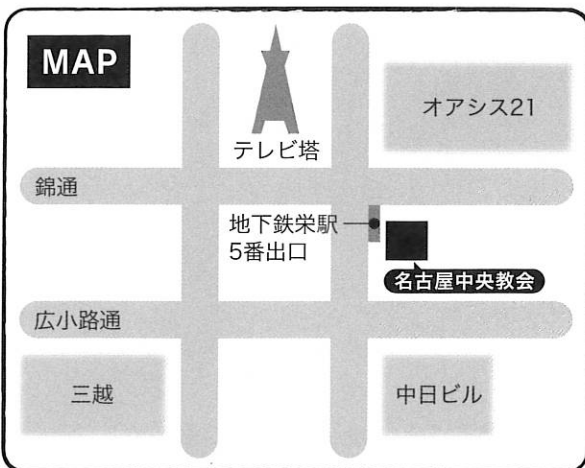 MAP
オアシス21
テレビ塔
錦通
地下鉄栄駅
5番出口
名古屋中央教会
広小路通
三越
中日ビル